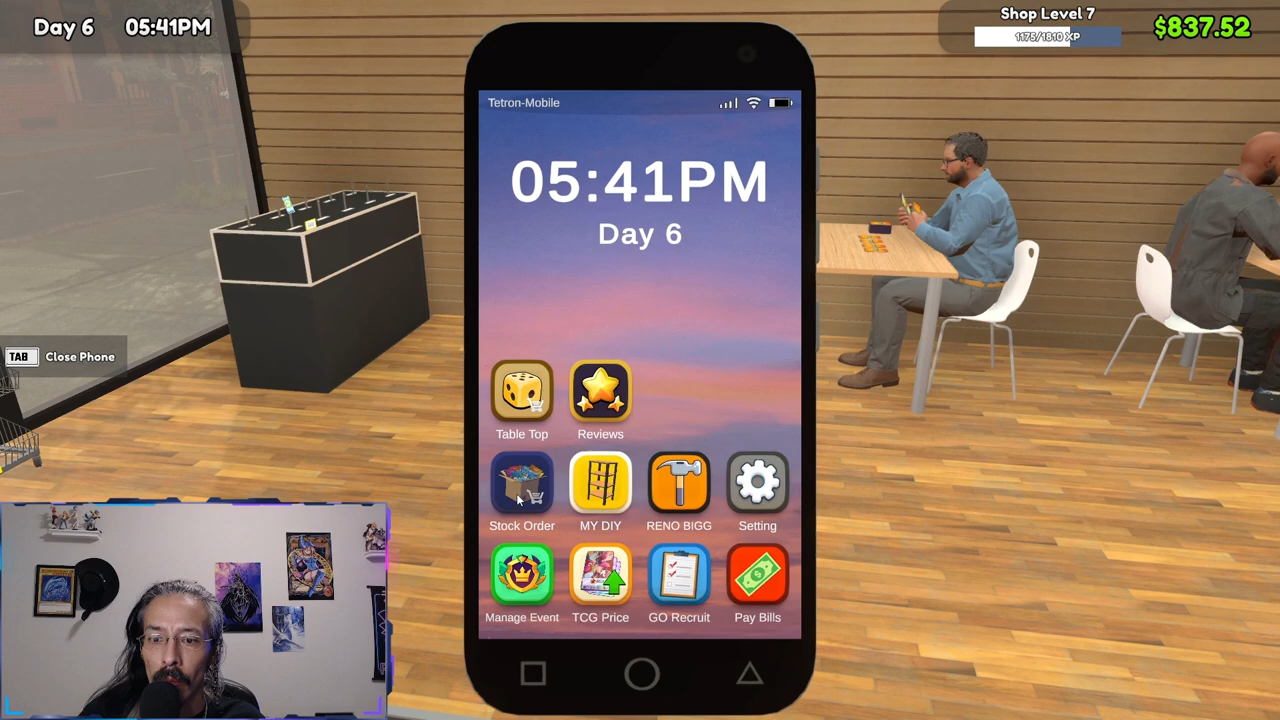 Day 6 05:41PM
Shop Level 7
1175/1810 XP
$837.52
Tetron-Mobile
05:41PM
Day 6
TAB Close Phone
Table Top Reviews
Stock Order MY DIY RENO BIGG Setting
Manage Event TCG Price GO Recruit Pay Bills